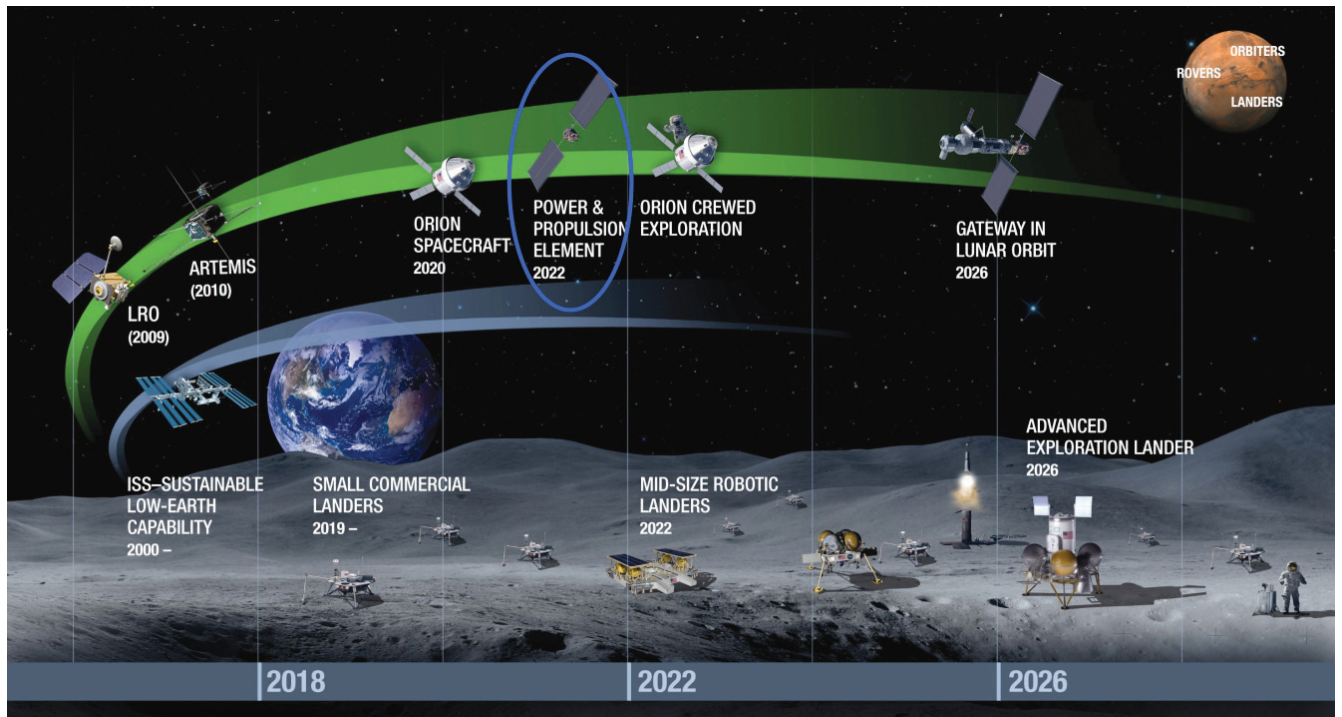 ORBITERS
ROVERS
LANDERS
ORION
SPACECRAFT
2020
POWER &
PROPULSION
ELEMENT
2022
ORION CREWED
EXPLORATION
GATEWAY IN
LUNAR ORBIT
2026
ARTEMIS
(2010)
LRO
(2009)
ISS–SUSTAINABLE
LOW-EARTH
CAPABILITY
2000 –
SMALL COMMERCIAL
LANDERS
2019 –
MID-SIZE ROBOTIC
LANDERS
2022
ADVANCED
EXPLORATION LANDER
2026
2018
2022
2026